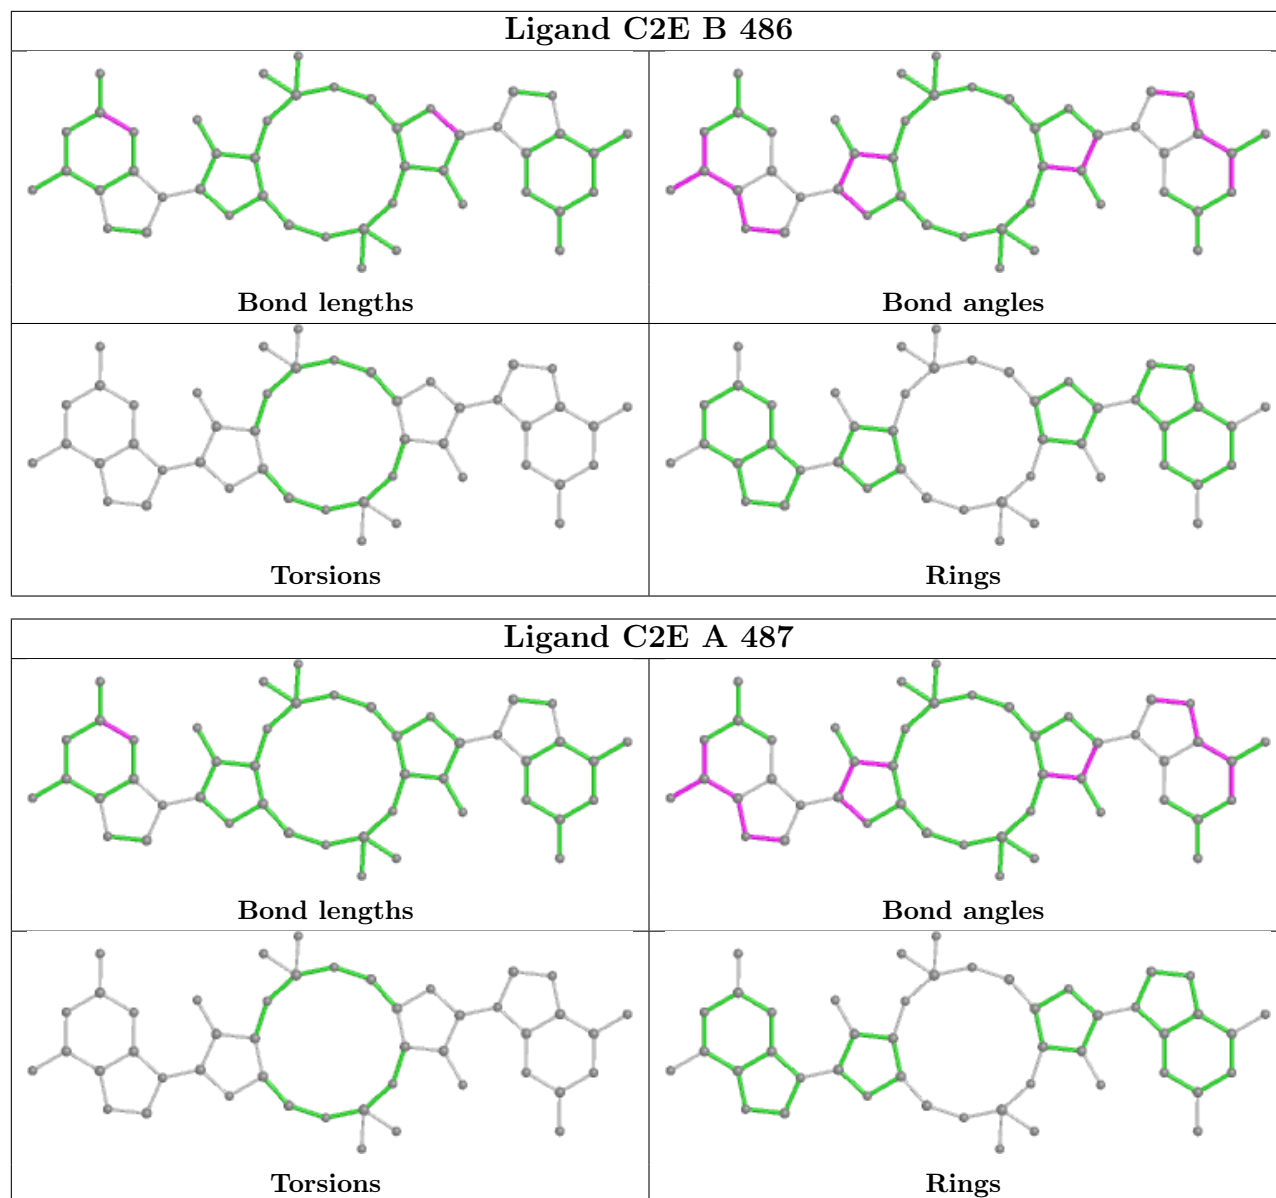 Ligand C2E B 486
Bond lengths
Bond angles
Torsions
Rings
Ligand C2E A 487
Bond lengths
Bond angles
Torsions
Rings